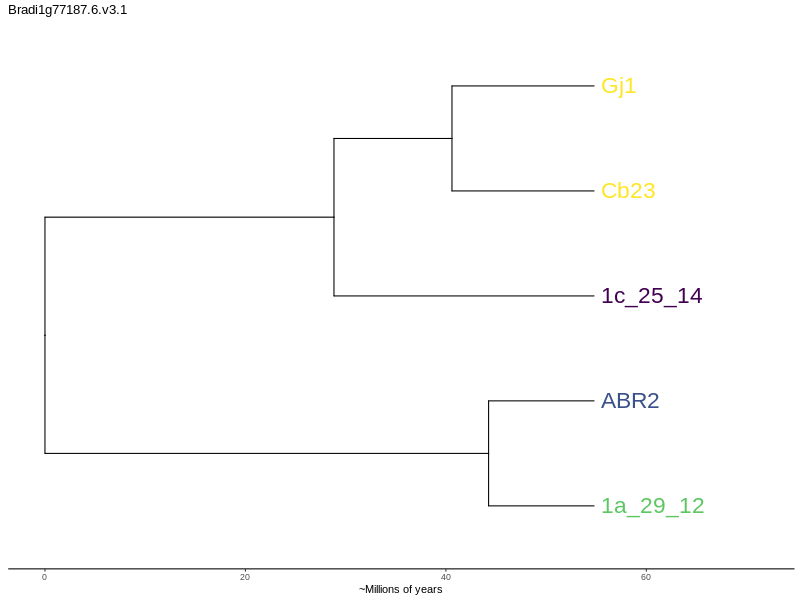 Bradi1g77187.6.v3.1
Gj1
Cb23
1c_25_14
ABR2
1a_29_12
0 20 40 60
~Millions of years